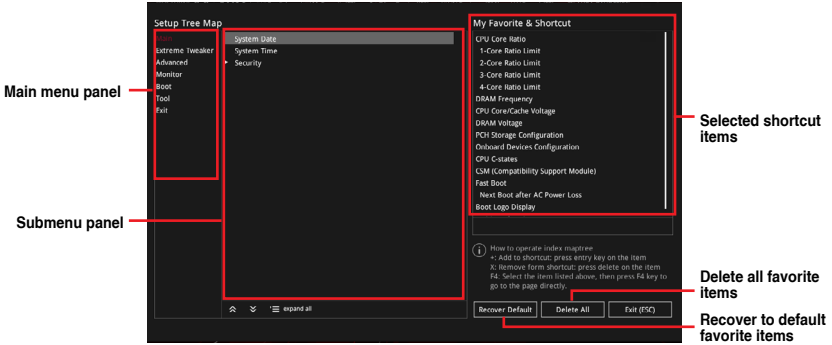 Setup Tree Map
Main
Extreme Tweaker
Advanced
Monitor
Boot
Tool
Exit
System Date
System Time
Security
expand all
My Favorite & Shortcut
CPU Core Ratio
1-Core Ratio Limit
2-Core Ratio Limit
3-Core Ratio Limit
4-Core Ratio Limit
DRAM Frequency
CPU Core/Cache Voltage
DRAM Voltage
PCH Storage Configuration
Onboard Devices Configuration
CPU C-states
CSM (Compatibility Support Module)
Fast Boot
Next Boot after AC Power Loss
Boot Logo Display
How to operate index maptree
+: Add to shortcut: press entry key on the item
X: Remove form shortcut: press delete on the item
F4: Select the item listed above, then press F4 key to
go to the page directly.
Recover Default
Delete All
Exit (ESC)
Main menu panel
Submenu panel
Selected shortcut
items
Delete all favorite
items
Recover to default
favorite items